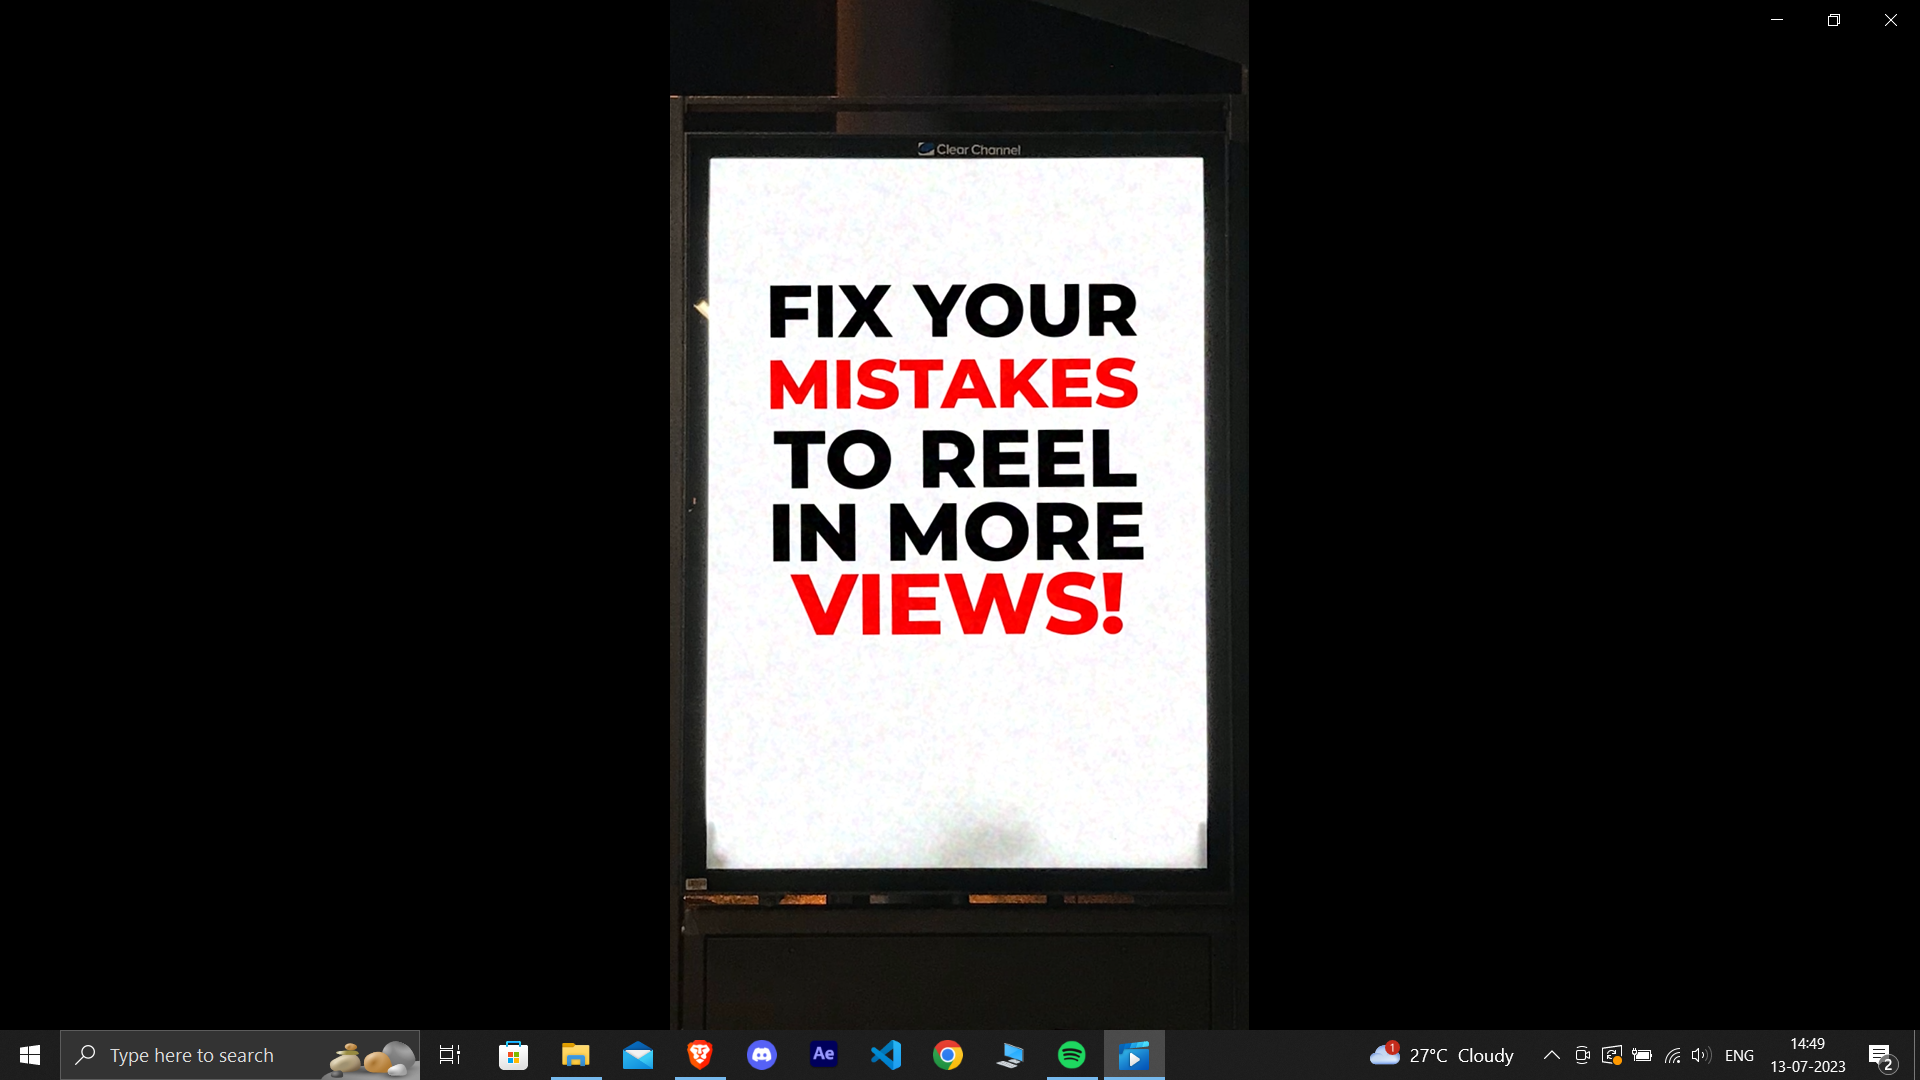 Clear Channel
FIX YOUR
MISTAKES
TO REEL
IN MORE
VIEWS!
Type here to search
Ae
1
27°C Cloudy
ENG
14:49
13-07-2023
2